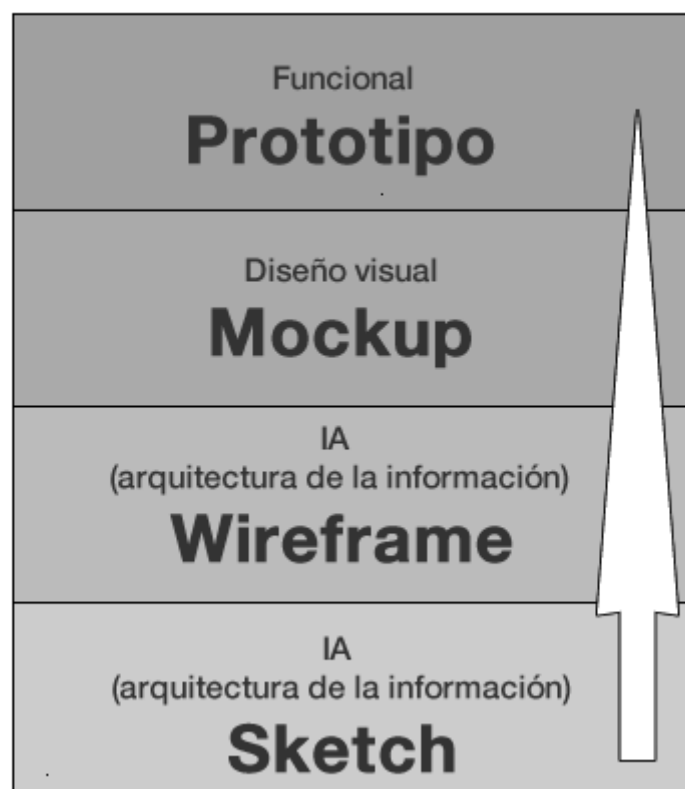 Funcional
Prototipo
Diseño visual
Mockup
IA
(arquitectura de la información)
Wireframe
IA
(arquitectura de la información)
Sketch